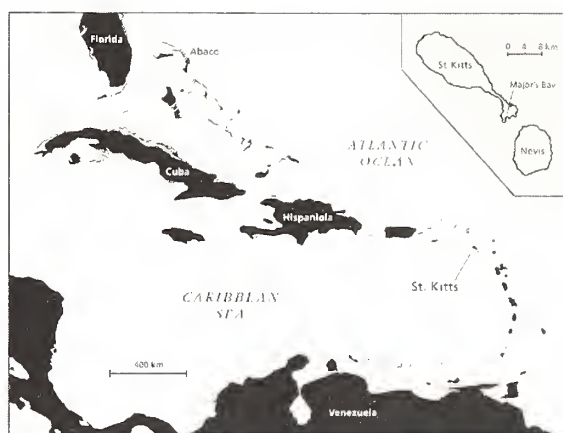 Florida
Abaco
St Kitts
0 4 8 km
Major's Bay
Nevis
ATLANTIC
OCEAN
Cuba
Hispaniola
St. Kitts
CARIBBEAN
SEA
400 km
Venezuela